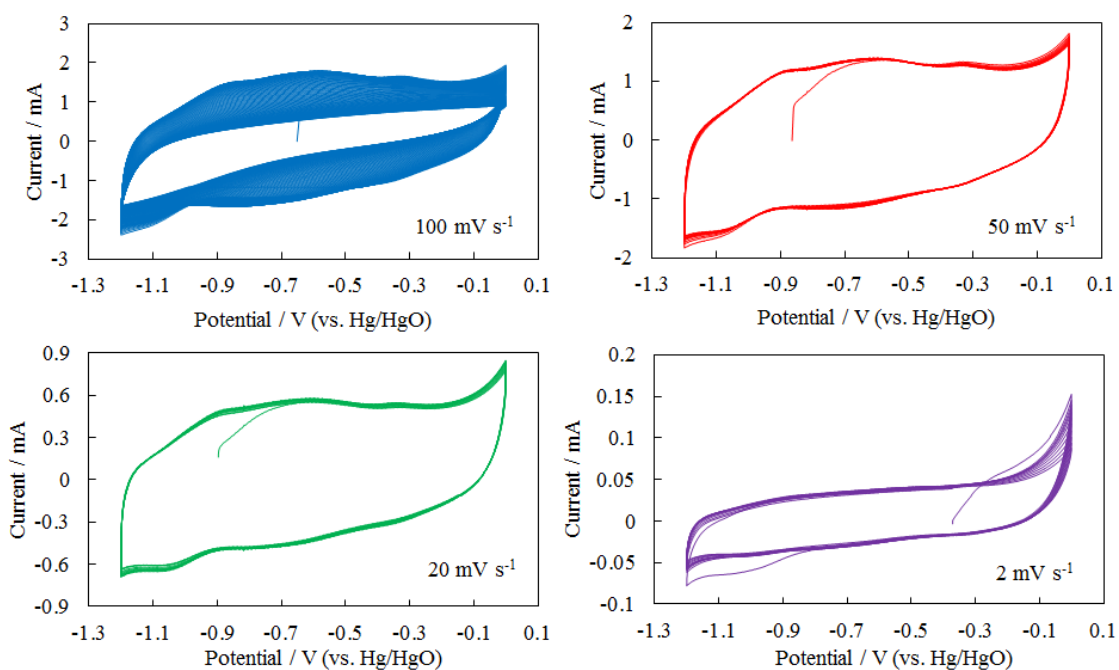 3
2
1
0
-1
-2
-3
Current / mA
100 mV s⁻¹
-1.3 -1.1 -0.9 -0.7 -0.5 -0.3 -0.1 0.1
Potential / V (vs. Hg/HgO)
2
1
0
-1
-2
Current / mA
50 mV s⁻¹
-1.3 -1.1 -0.9 -0.7 -0.5 -0.3 -0.1 0.1
Potential / V (vs. Hg/HgO)
0.9
0.6
0.3
0
-0.3
-0.6
-0.9
Current / mA
20 mV s⁻¹
-1.3 -1.1 -0.9 -0.7 -0.5 -0.3 -0.1 0.1
Potential / V (vs. Hg/HgO)
0.2
0.15
0.1
0.05
0
-0.05
-0.1
Current / mA
2 mV s⁻¹
-1.3 -1.1 -0.9 -0.7 -0.5 -0.3 -0.1 0.1
Potential / V (vs. Hg/HgO)